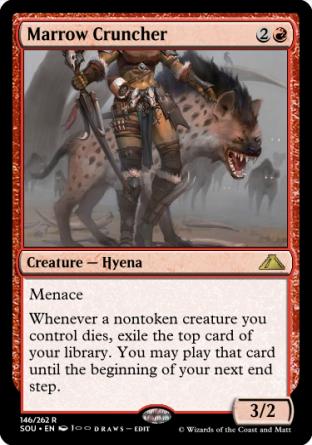 Marrow Cruncher 2
Creature — Hyena
Menace
Whenever a nontoken creature you
control dies, exile the top card of
your library. You may play that card
until the beginning of your next end
step.
3/2
146/262 R
SOU • EN 100 DRAWS — EDIT
© Wizards of the Coast and Matt